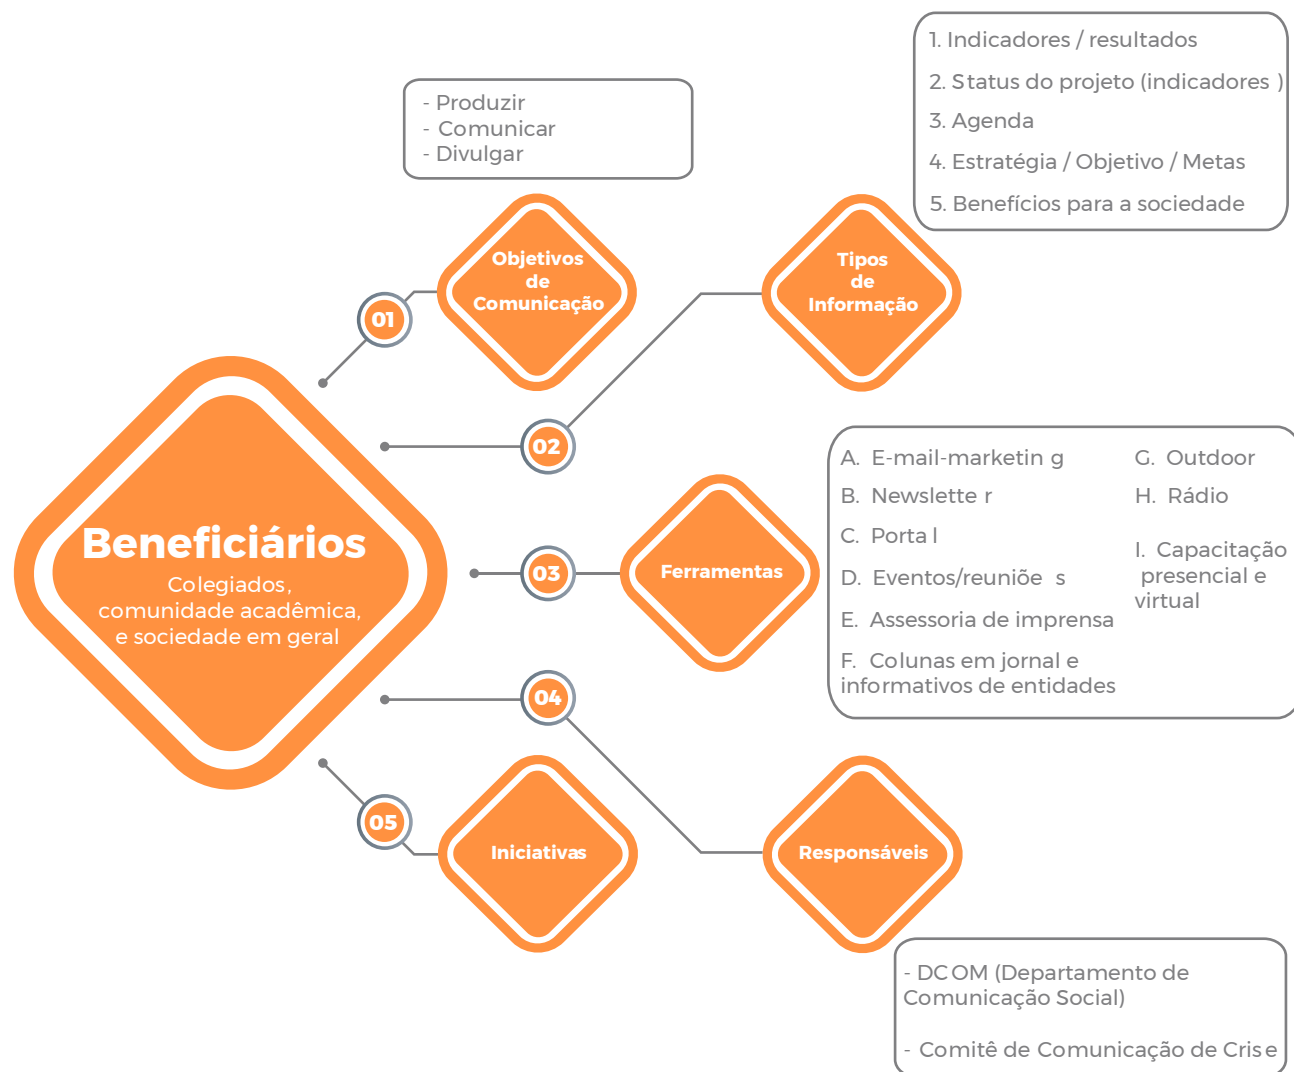 1. Indicadores / resultados
2. Status do projeto (indicadores )
3. Agenda
4. Estratégia / Objetivo / Metas
5. Benefícios para a sociedade
- Produzir
- Comunicar
- Divulgar
Objetivos
de
Comunicação
Tipos
de
Informação
01
02
Beneficiários
Colegiados,
comunidade acadêmica,
e sociedade em geral
03
Ferramentas
A. E-mail-marketin g
B. Newslette r
C. Porta l
D. Eventos/reuniõe s
E. Assessoria de imprensa
F. Colunas em jornal e
informativos de entidades
G. Outdoor
H. Rádio
I. Capacitação
presencial e
virtual
04
05
Iniciativas
Responsáveis
- DCOM (Departamento de
Comunicação Social)
- Comitê de Comunicação de Crise